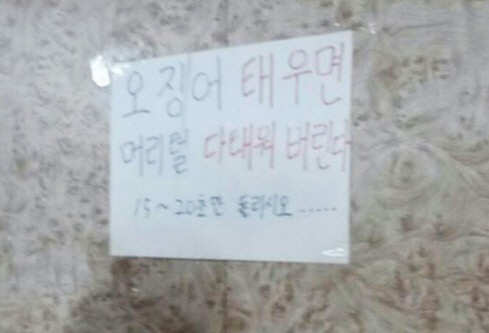 오징어 태우면
머리털 다태워 버린다
15~20초만 돌리시오.....